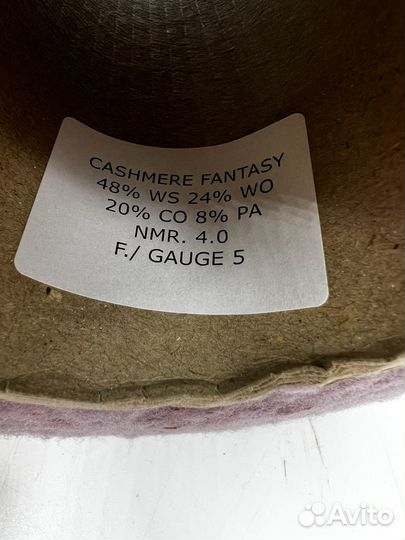 CASHMERE FANTASY
48% WS 24% WO
20% CO 8% PA
NMR. 4.0
F./ GAUGE 5
Avito